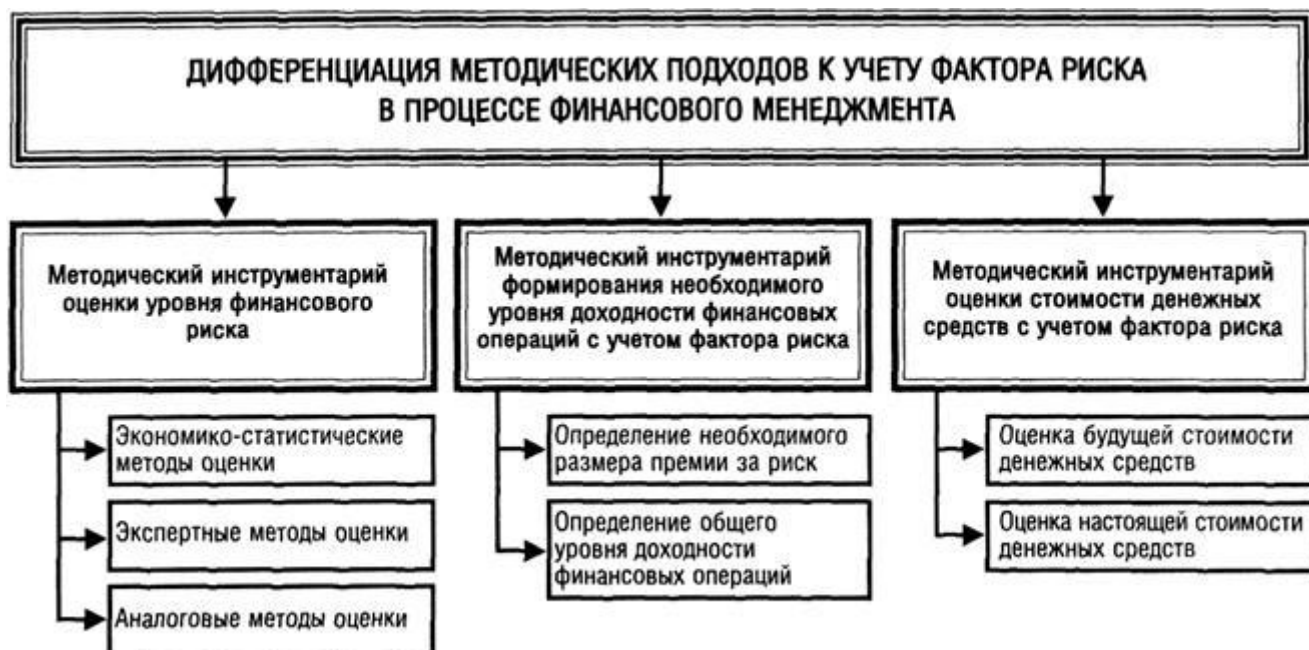 ДИФФЕРЕНЦИАЦИЯ МЕТОДИЧЕСКИХ ПОДХОДОВ К УЧЕТУ ФАКТОРА РИСКА
В ПРОЦЕССЕ ФИНАНСОВОГО МЕНЕДЖМЕНТА
Методический инструментарий
оценки уровня финансового
риска
Экономико-статистические
методы оценки
Экспертные методы оценки
Аналоговые методы оценки
Методический инструментарий
формирования необходимого
уровня доходности финансовых
операций с учетом фактора риска
Определение необходимого
размера премии за риск
Определение общего
уровня доходности
финансовых операций
Методический инструментарий
оценки стоимости денежных
средств с учетом фактора риска
Оценка будущей стоимости
денежных средств
Оценка настоящей стоимости
денежных средств